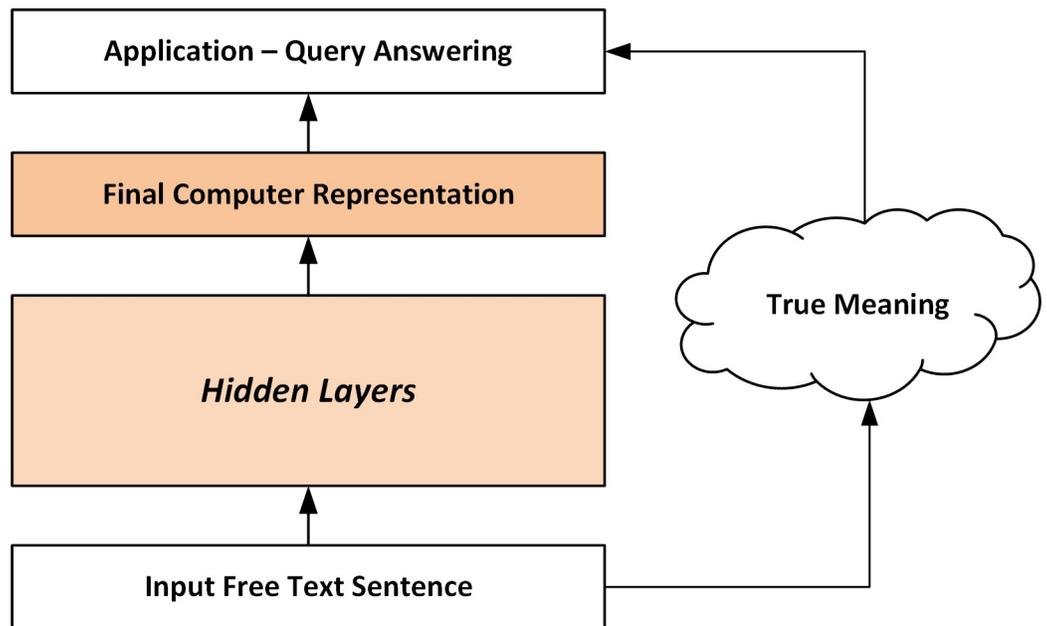 Application – Query Answering
Final Computer Representation
Hidden Layers
True Meaning
Input Free Text Sentence